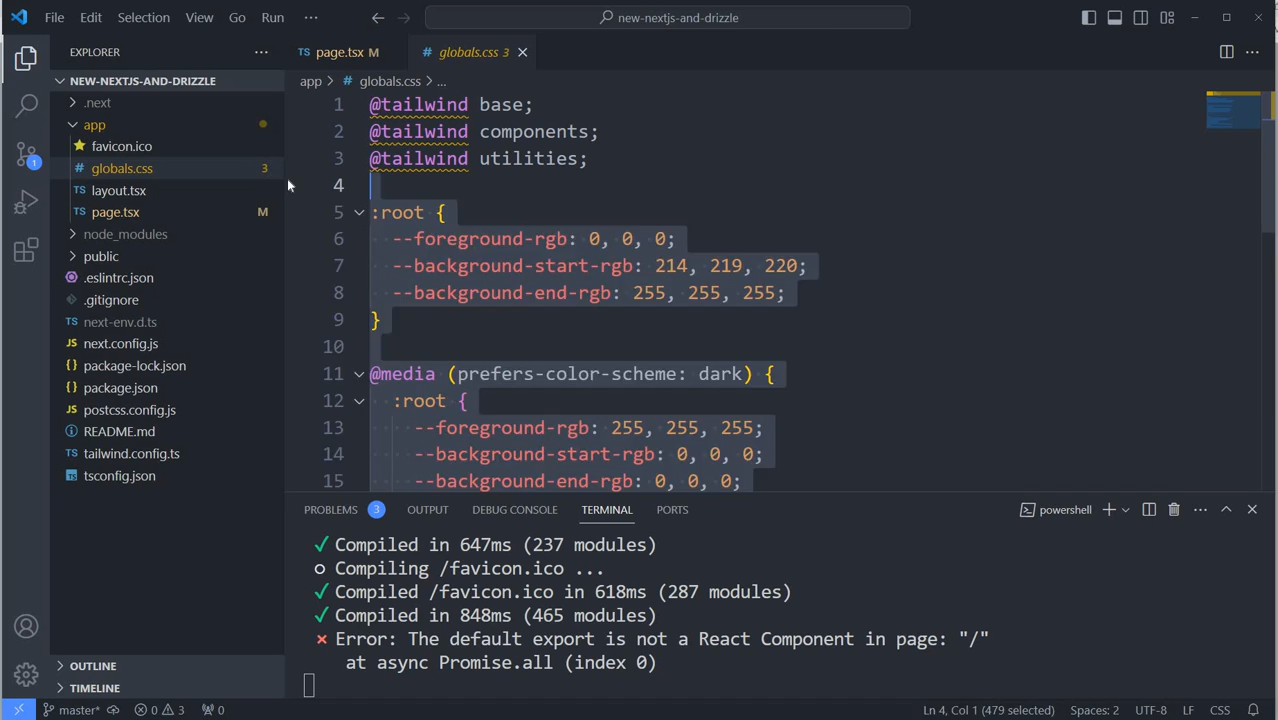 File Edit Selection View Go Run ··· new-nextjs-and-drizzle
EXPLORER ···
NEW-NEXTJS-AND-DRIZZLE
.next
app
favicon.ico
# globals.css 3
TS layout.tsx
TS page.tsx M
node_modules
public
.eslintrc.json
.gitignore
TS next-env.d.ts
JS next.config.js
{} package-lock.json
{} package.json
JS postcss.config.js
README.md
TS tailwind.config.ts
tsconfig.json
OUTLINE
TIMELINE
TS page.tsx M # globals.css 3
app > # globals.css > ...
1 @tailwind base;
2 @tailwind components;
3 @tailwind utilities;
4
5 :root {
6 --foreground-rgb: 0, 0, 0;
7 --background-start-rgb: 214, 219, 220;
8 --background-end-rgb: 255, 255, 255;
9 }
10
11 @media (prefers-color-scheme: dark) {
12 :root {
13 --foreground-rgb: 255, 255, 255;
14 --background-start-rgb: 0, 0, 0;
15 --background-end-rgb: 0, 0, 0;
PROBLEMS 3 OUTPUT DEBUG CONSOLE TERMINAL PORTS powershell
✓ Compiled in 647ms (237 modules)
○ Compiling /favicon.ico ...
✓ Compiled /favicon.ico in 618ms (287 modules)
✓ Compiled in 848ms (465 modules)
× Error: The default export is not a React Component in page: "/"
at async Promise.all (index 0)
1
master* 0 3 0 Ln 4, Col 1 (479 selected) Spaces: 2 UTF-8 LF CSS